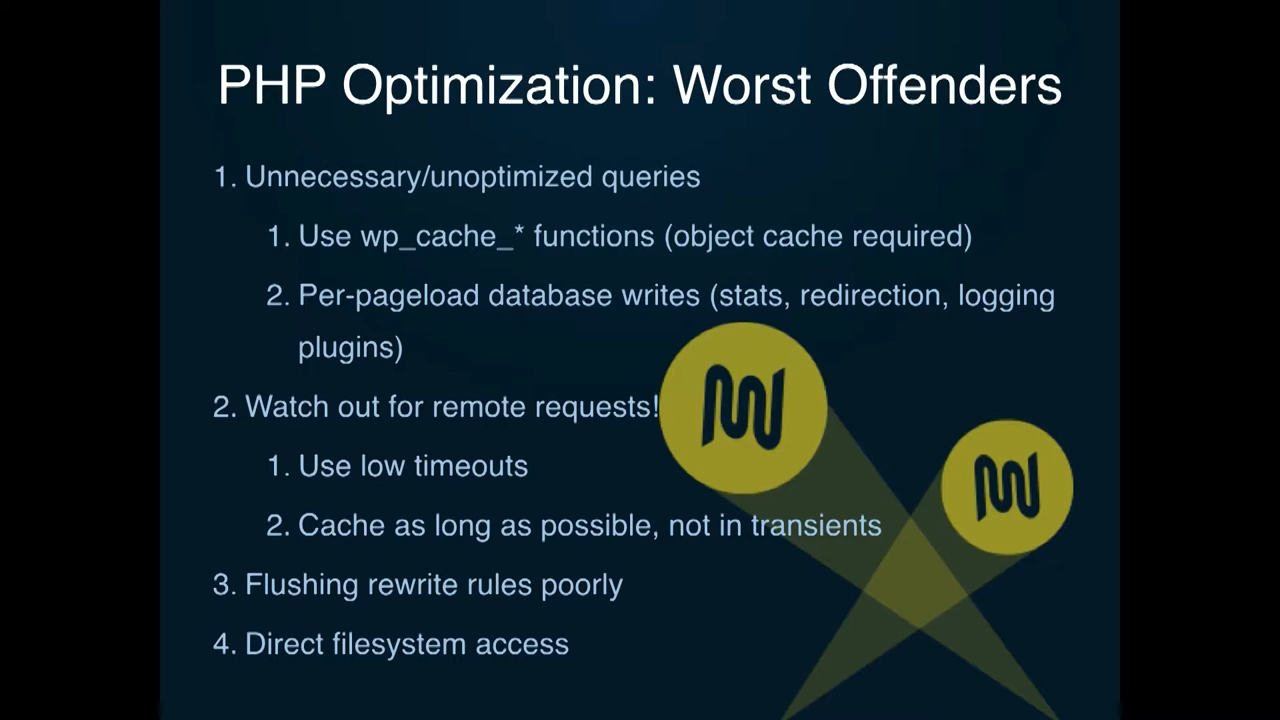 PHP Optimization: Worst Offenders
1. Unnecessary/unoptimized queries
1. Use wp_cache_* functions (object cache required)
2. Per-pageload database writes (stats, redirection, logging
plugins)
2. Watch out for remote requests!
1. Use low timeouts
2. Cache as long as possible, not in transients
3. Flushing rewrite rules poorly
4. Direct filesystem access